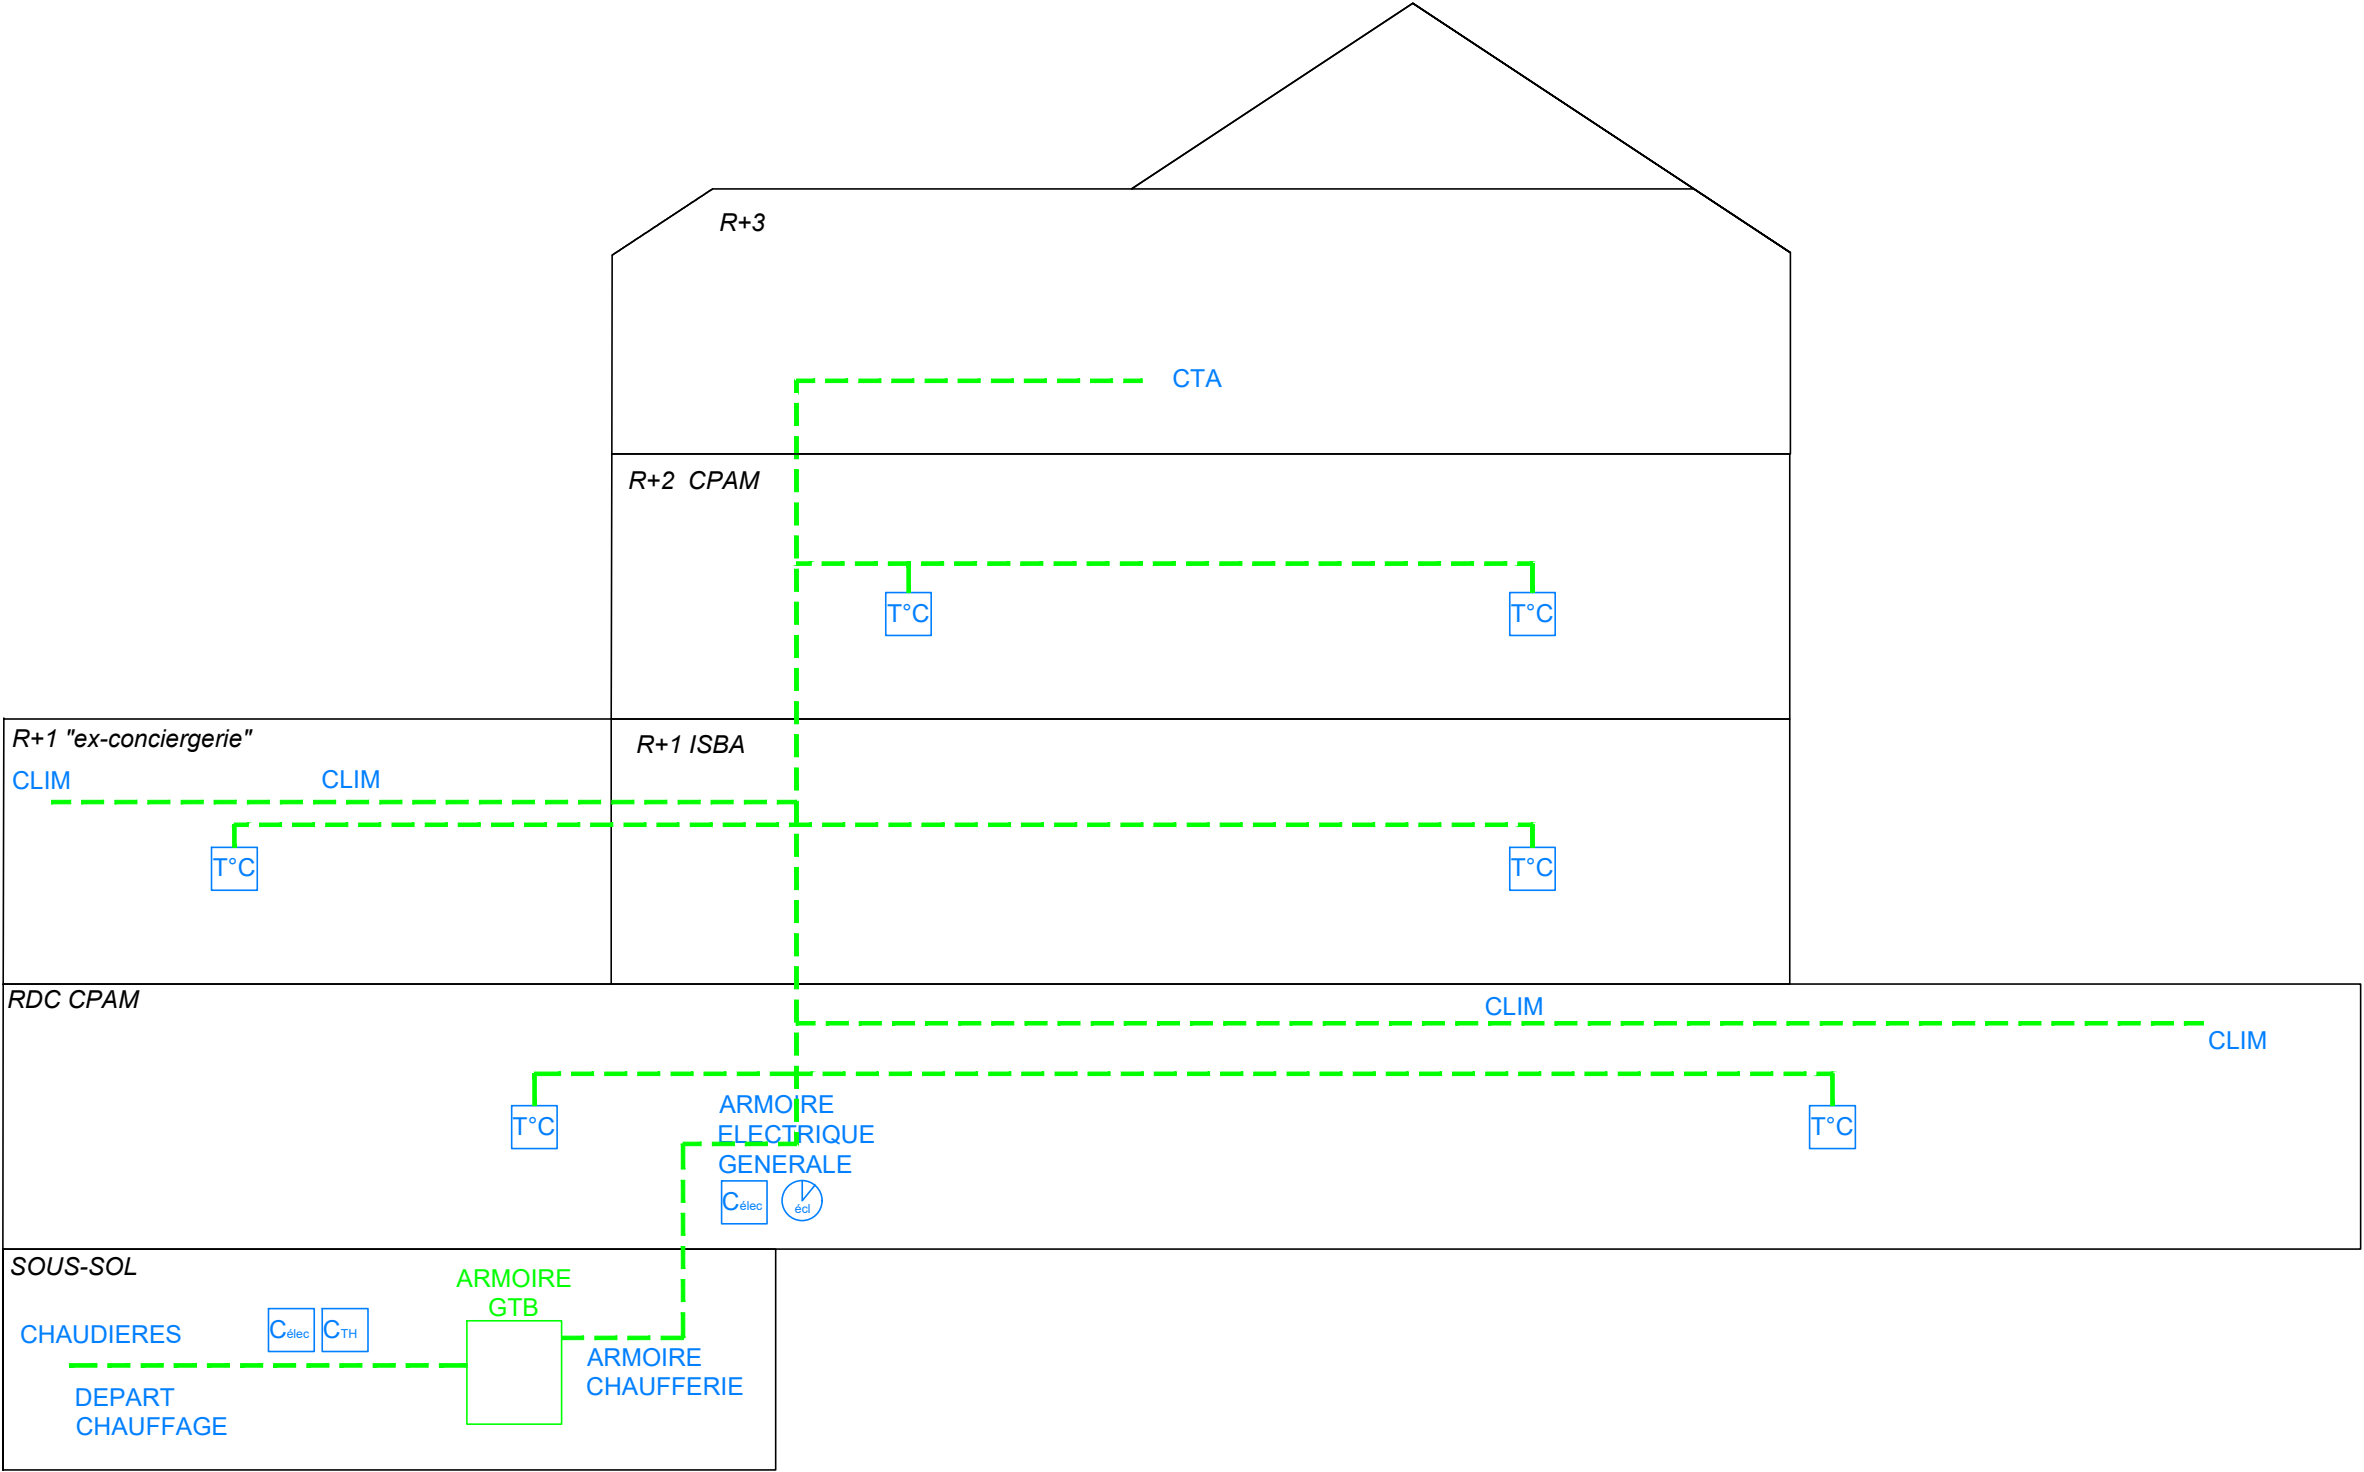 R+3
CTA
R+2 CPAM
T°C
T°C
R+1 "ex-conciergerie"
R+1 ISBA
CLIM
CLIM
T°C
T°C
RDC CPAM
CLIM
CLIM
T°C
ARMOIRE
ELECTRIQUE
GENERALE
T°C
Célec
écl
SOUS-SOL
ARMOIRE
GTB
CHAUDIERES
Célec
CTH
ARMOIRE
CHAUFFERIE
DEPART
CHAUFFAGE